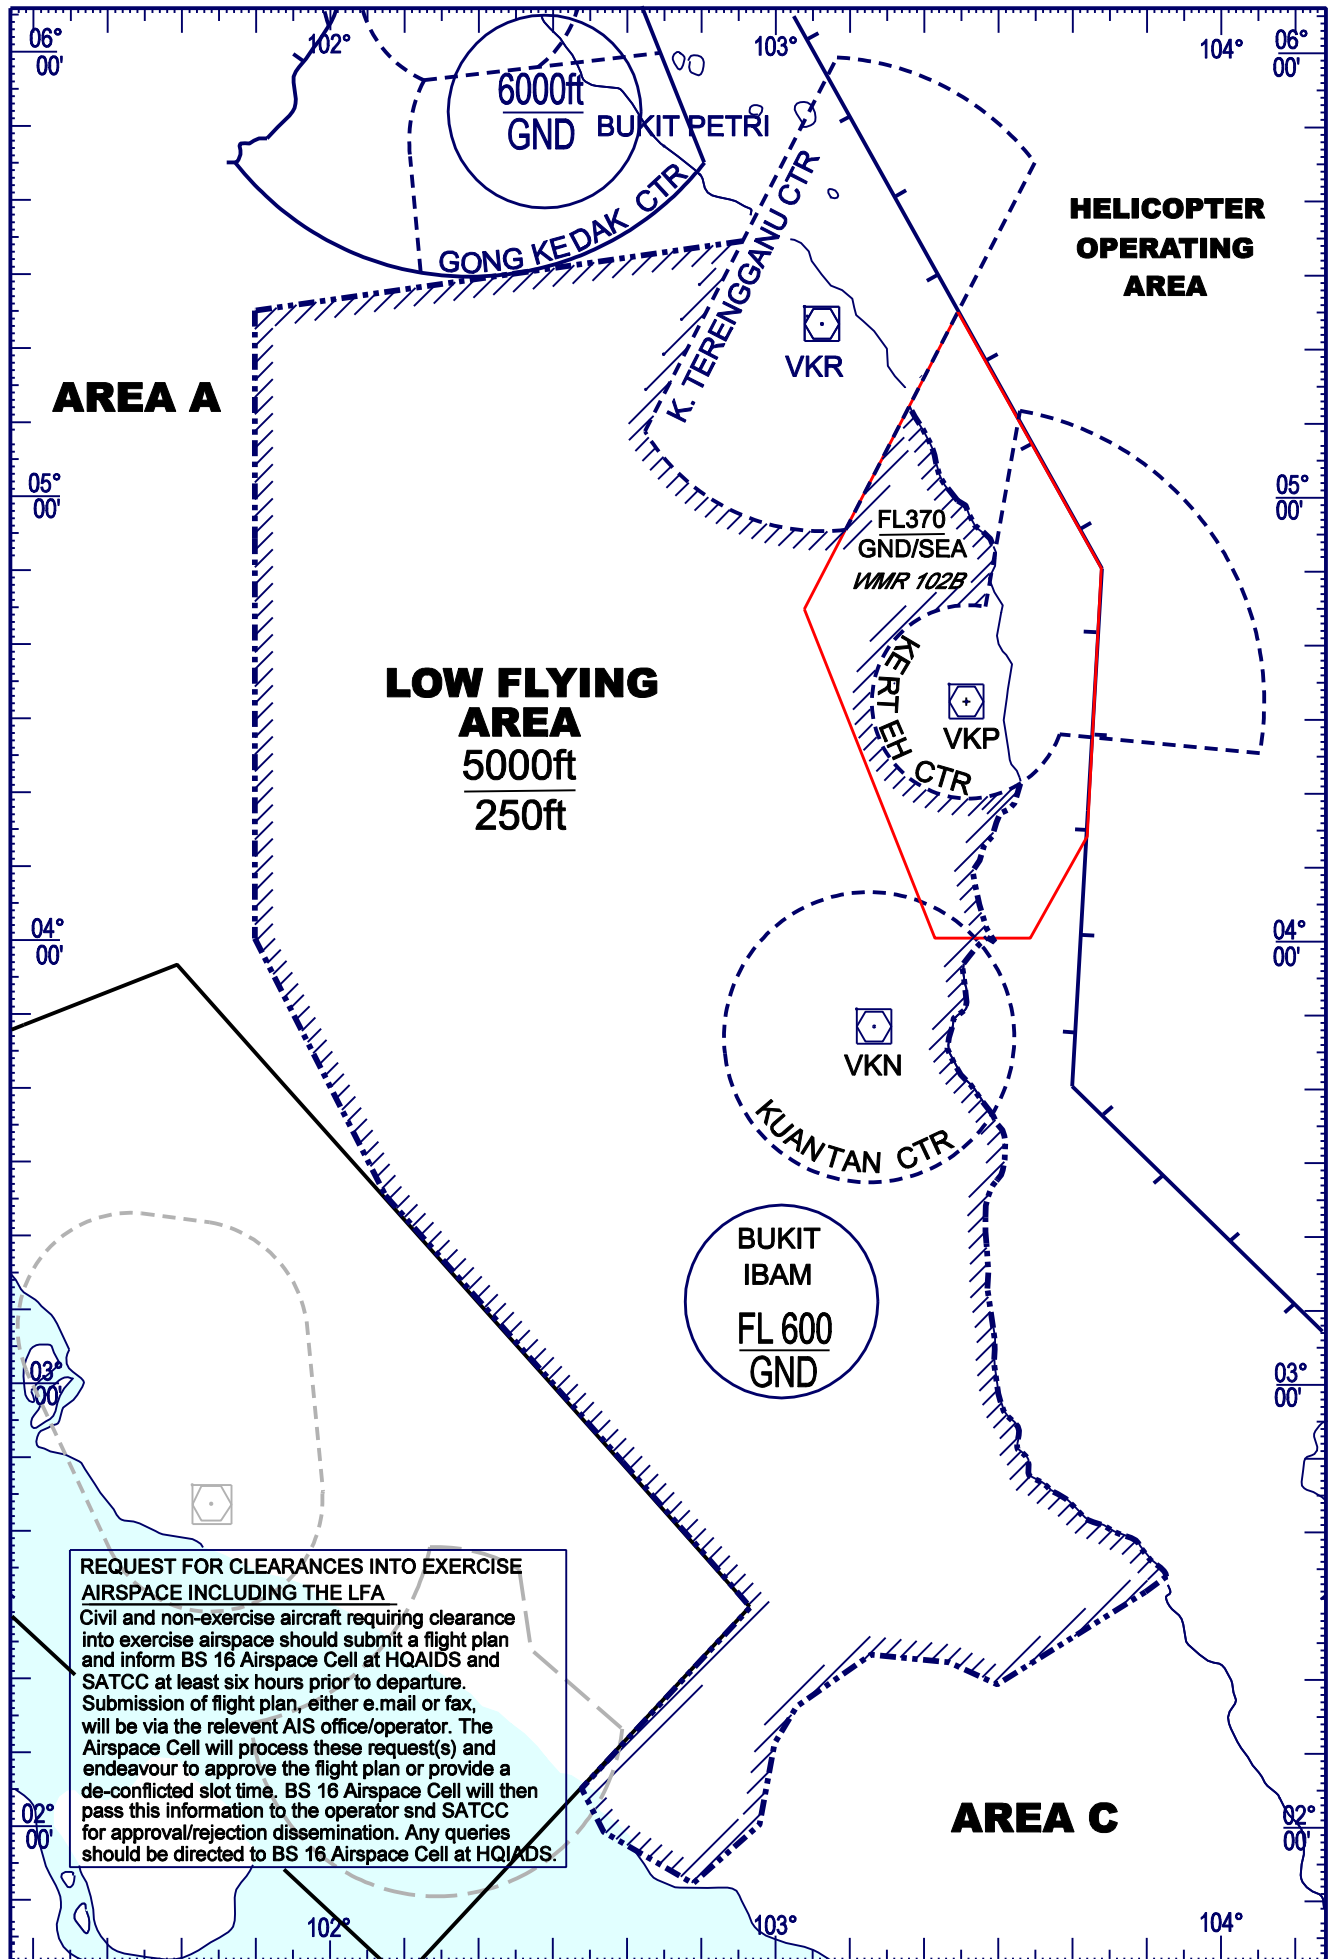 06°
00'
102°
103°
104°
06°
00'
6000ft
GND
BUKIT PETRI
GONG KEDAK CTR
K. TERENGGANU CTR
HELICOPTER
OPERATING
AREA
VKR
AREA A
05°
00'
05°
00'
FL370
GND/SEA
WMR 102B
LOW FLYING
AREA
5000ft
250ft
KERTEH CTR
VKP
04°
00'
04°
00'
VKN
KUANTAN CTR
BUKIT
IBAM
FL 600
GND
03°
00'
03°
00'
REQUEST FOR CLEARANCES INTO EXERCISE
AIRSPACE INCLUDING THE LFA
Civil and non-exercise aircraft requiring clearance
into exercise airspace should submit a flight plan
and inform BS 16 Airspace Cell at HQAIDS and
SATCC at least six hours prior to departure.
Submission of flight plan, either e.mail or fax,
will be via the relevent AIS office/operator. The
Airspace Cell will process these request(s) and
endeavour to approve the flight plan or provide a
de-conflicted slot time. BS 16 Airspace Cell will then
pass this information to the operator snd SATCC
for approval/rejection dissemination. Any queries
should be directed to BS 16 Airspace Cell at HQIADS.
AREA C
02°
00'
02°
00'
102°
103°
104°